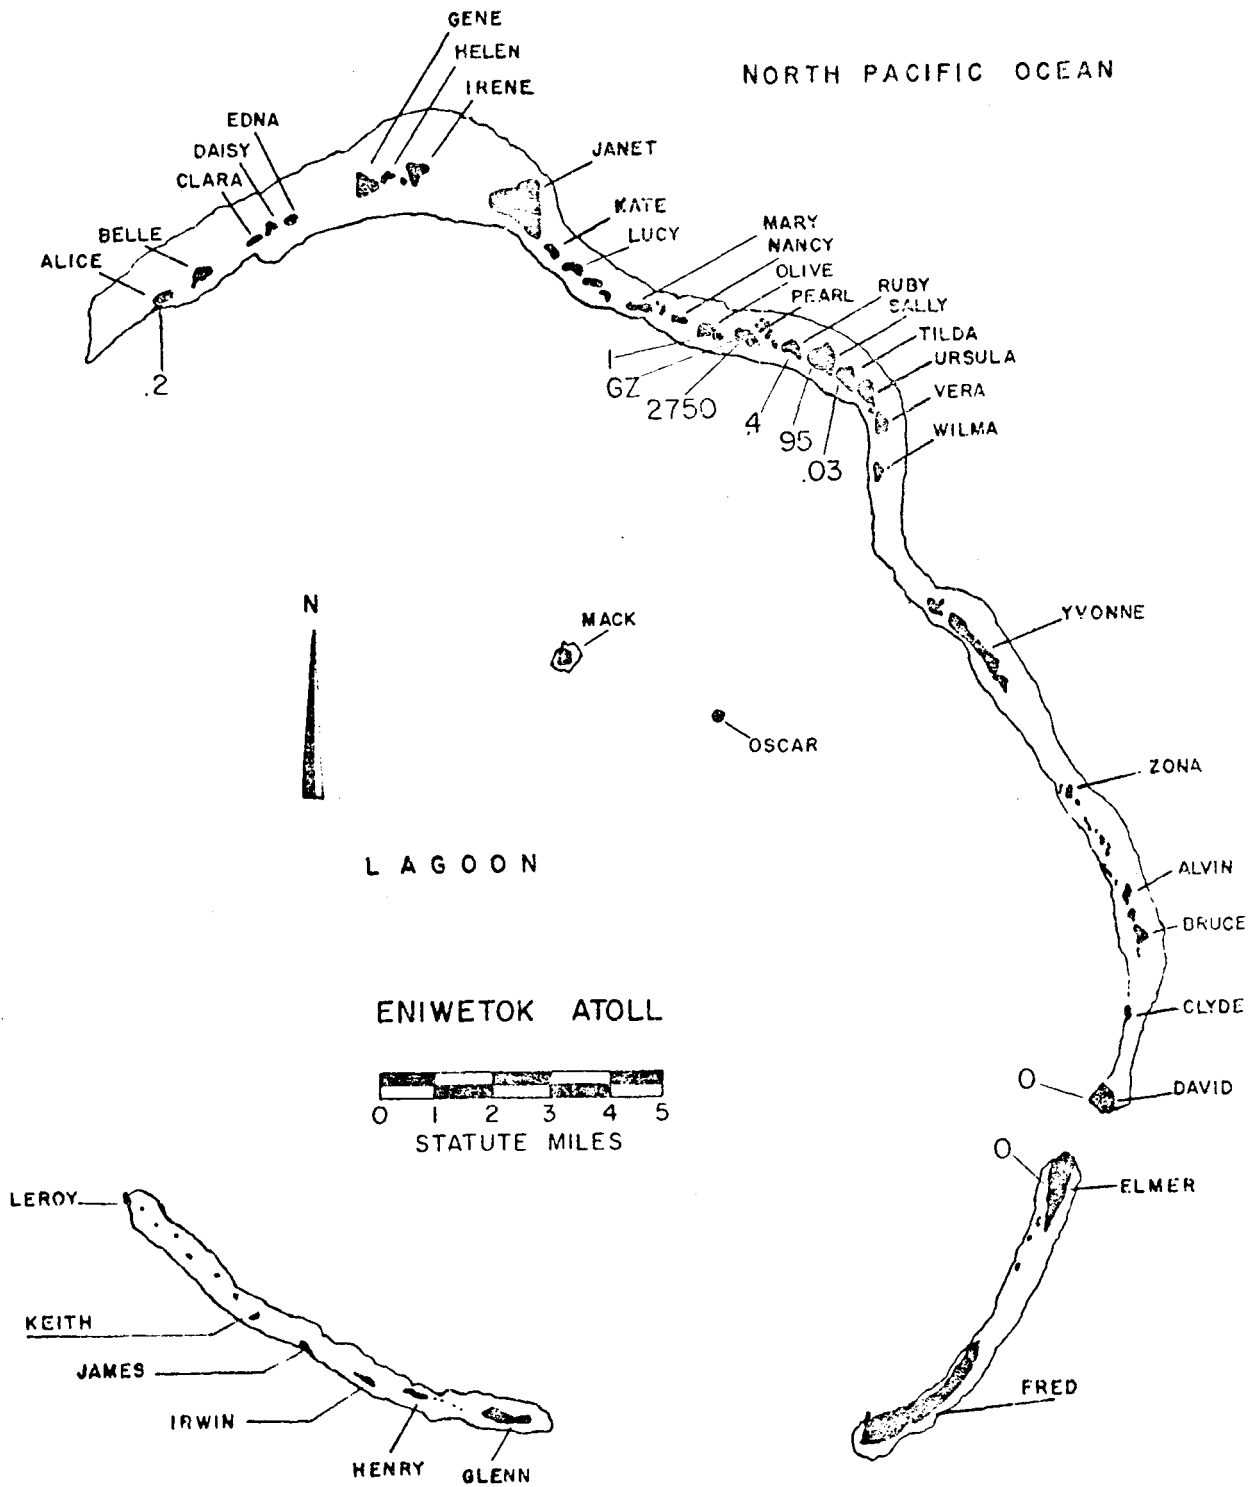 GENE
HELEN
NORTH PACIFIC OCEAN
IRENE
EDNA
DAISY
JANET
CLARA
KATE
MARY
BELLE
LUCY
NANCY
ALICE
OLIVE
RUBY
PEARL
SALLY
TILDA
1
URSULA
.2
GZ
VERA
2750
.4
WILMA
95
.03
N
MACK
YVONNE
OSCAR
ZONA
LAGOON
ALVIN
BRUCE
ENIWETOK ATOLL
CLYDE
0
DAVID
0 1 2 3 4 5
STATUTE MILES
0
ELMER
LEROY
KEITH
JAMES
FRED
IRWIN
HENRY
GLENN